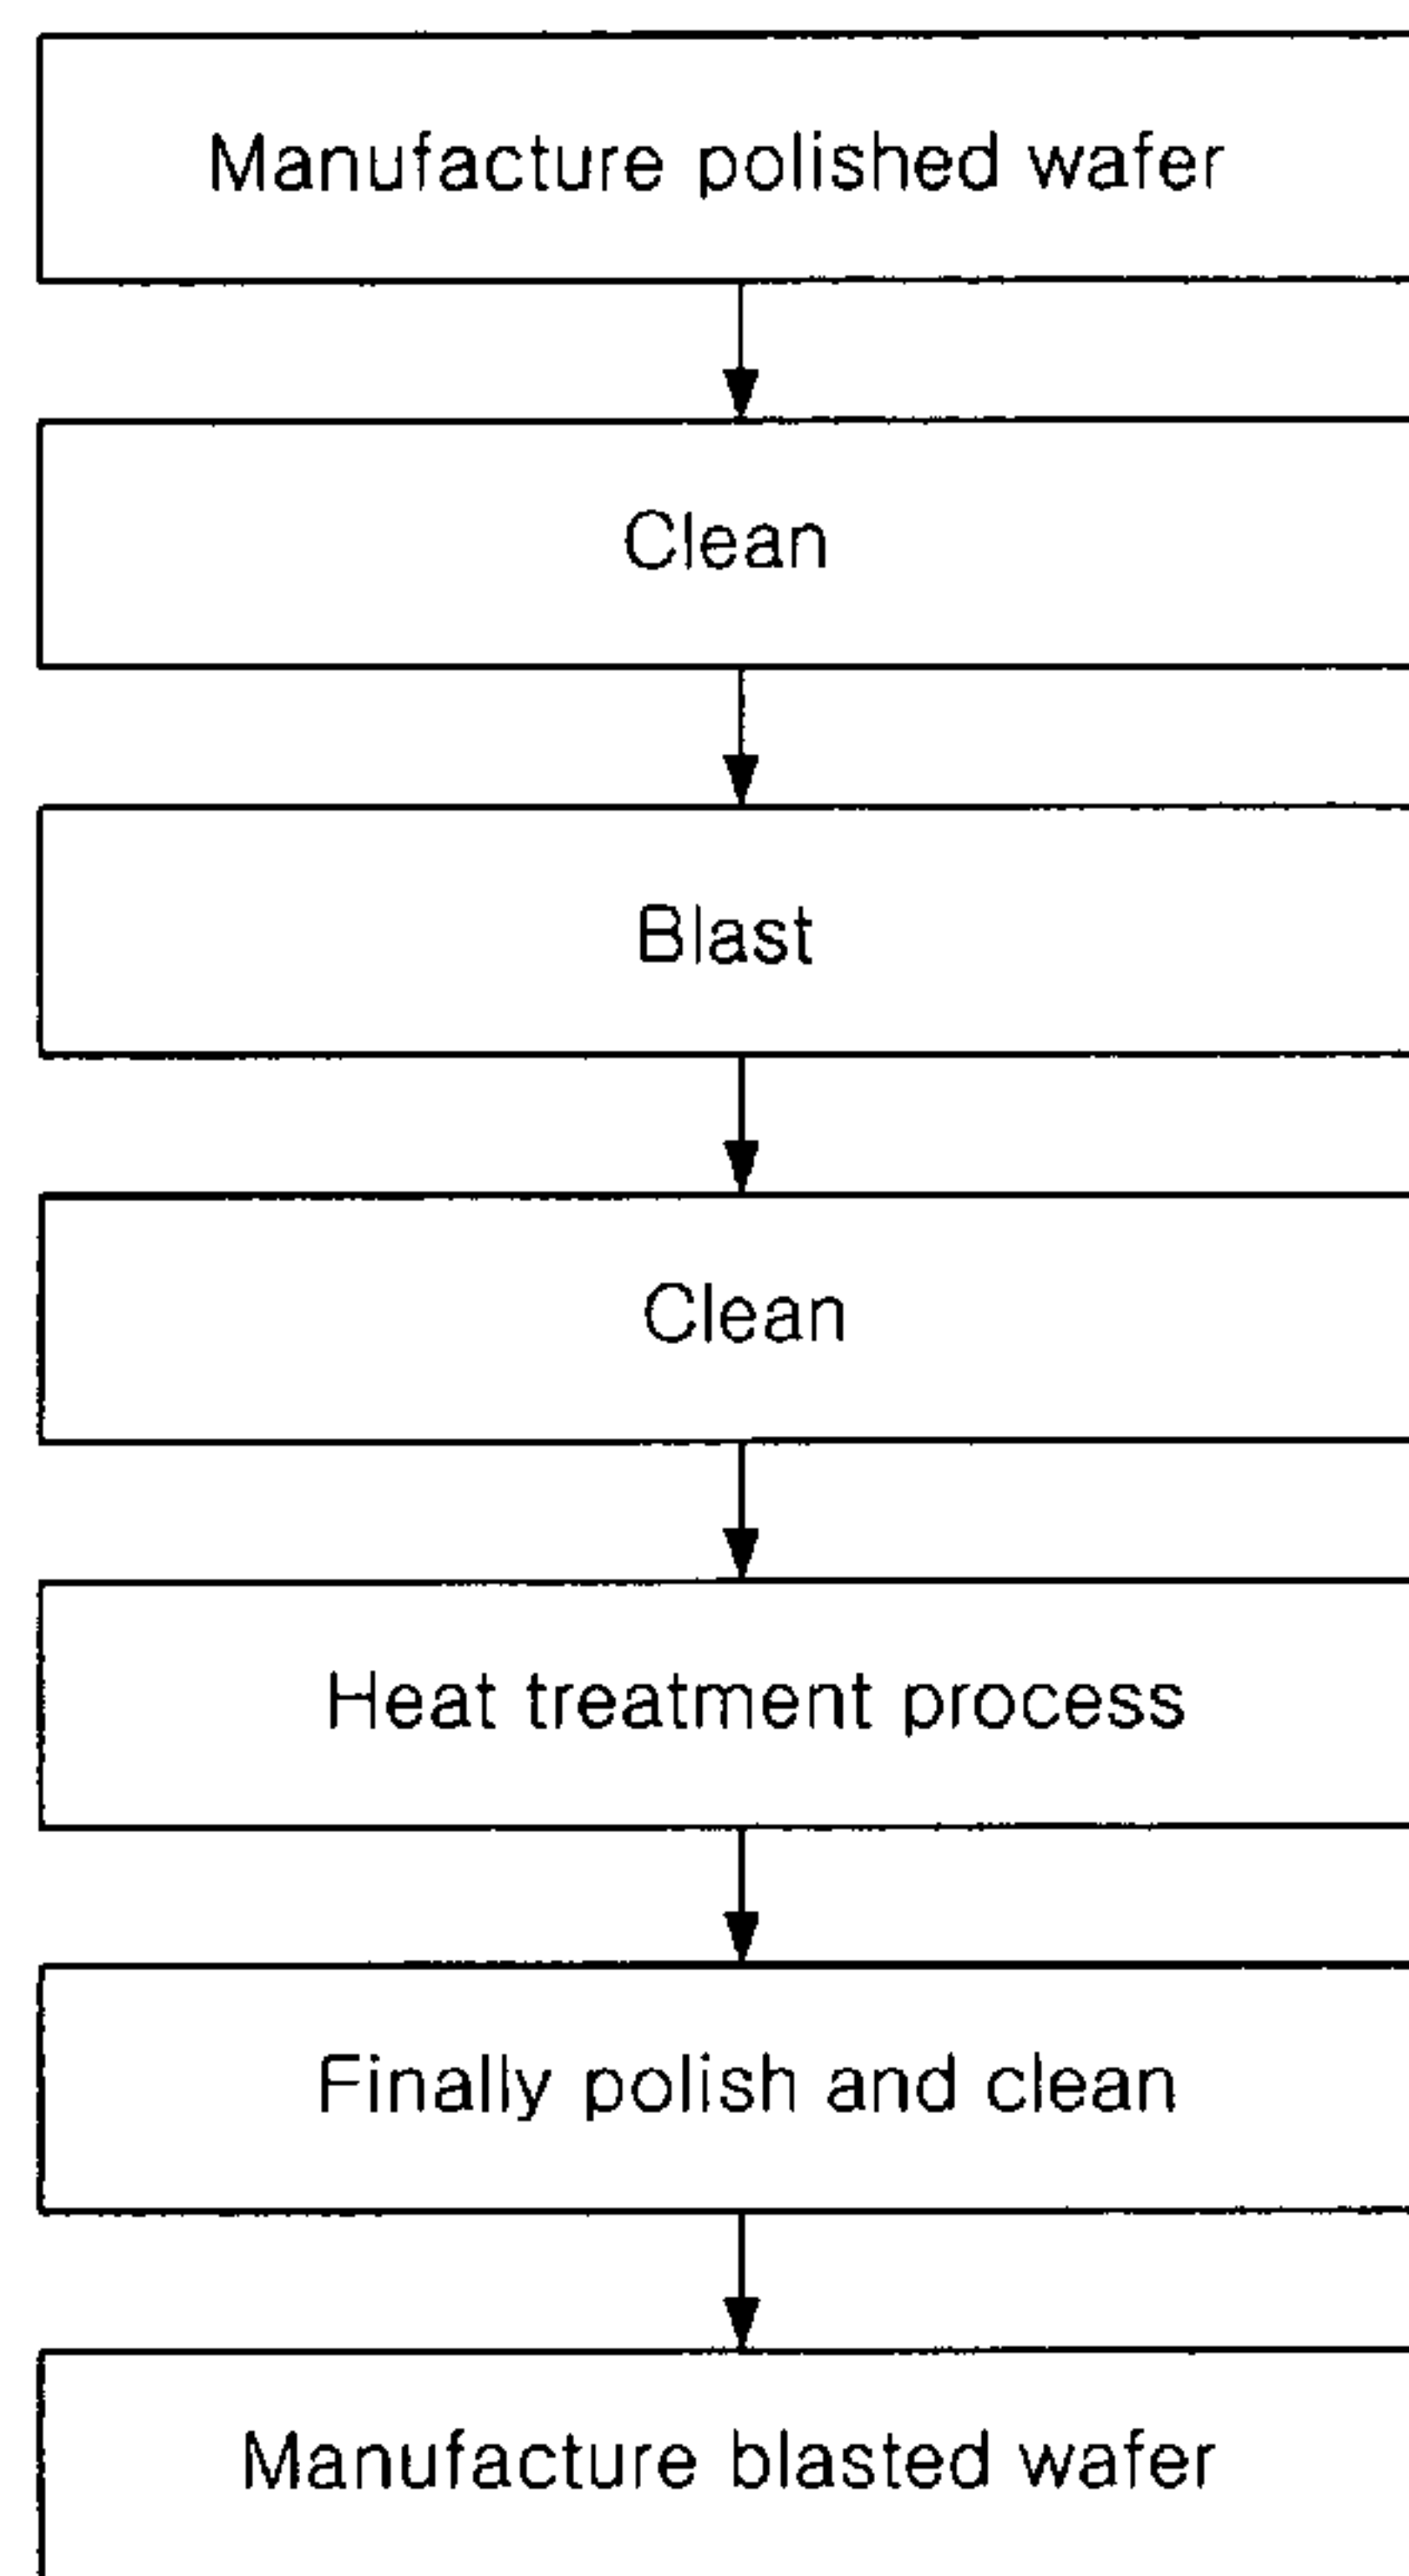 Manufacture polished wafer
Clean
Blast
Clean
Heat treatment process
Finally polish and clean
Manufacture blasted wafer